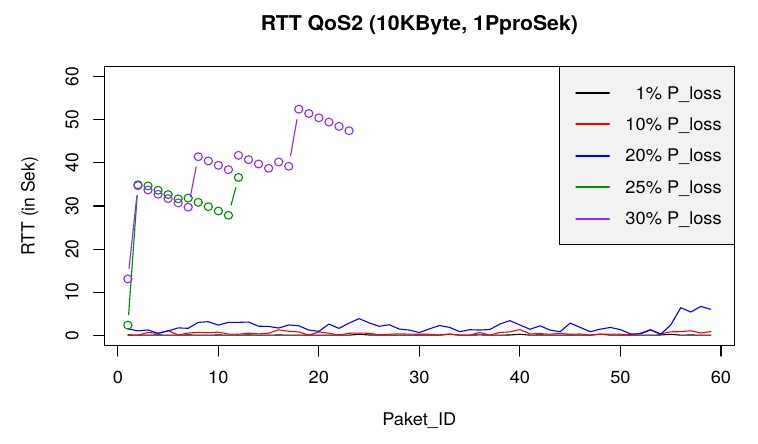 RTT QoS2 (10KByte, 1PproSek)
RTT (in Sek)
60
50
40
30
20
10
0
1% P_loss
10% P_loss
20% P_loss
25% P_loss
30% P_loss
0 10 20 30 40 50 60
Paket_ID